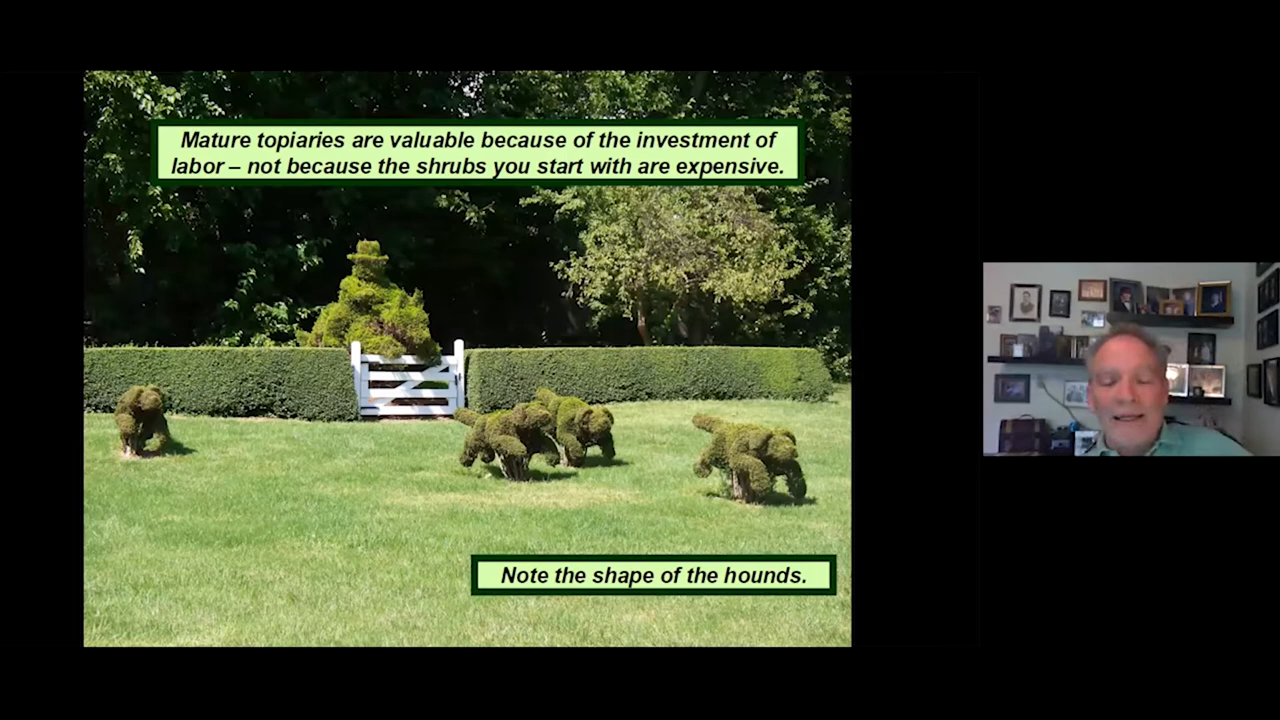 Mature topiaries are valuable because of the investment of
labor – not because the shrubs you start with are expensive.
Note the shape of the hounds.